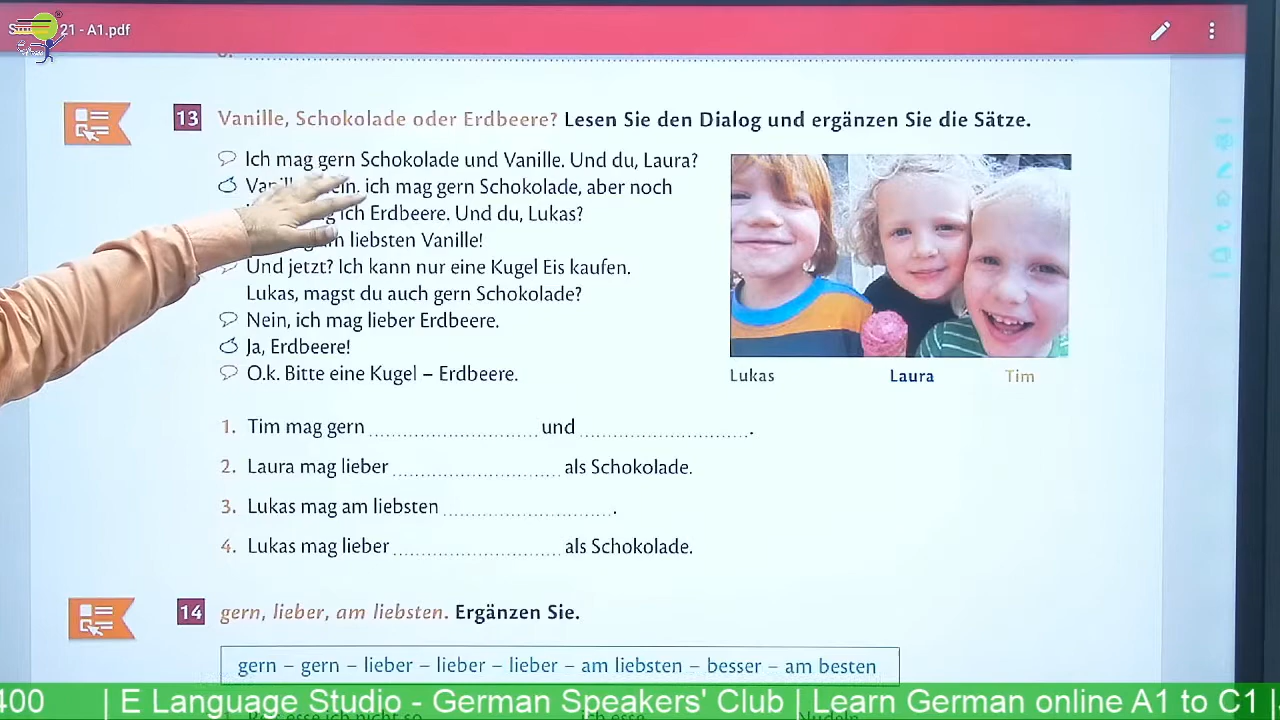 21 - A1.pdf
13 Vanille, Schokolade oder Erdbeere? Lesen Sie den Dialog und ergänzen Sie die Sätze.
Ich mag gern Schokolade und Vanille. Und du, Laura?
ich mag gern Schokolade, aber noch
ich Erdbeere. Und du, Lukas?
liebsten Vanille!
Und jetzt? Ich kann nur eine Kugel Eis kaufen.
Lukas, magst du auch gern Schokolade?
Nein, ich mag lieber Erdbeere.
Ja, Erdbeere!
O.k. Bitte eine Kugel – Erdbeere.
Lukas Laura Tim
1. Tim mag gern ........................ und ........................ .
2. Laura mag lieber ........................ als Schokolade.
3. Lukas mag am liebsten ........................ .
4. Lukas mag lieber ........................ als Schokolade.
14 gern, lieber, am liebsten. Ergänzen Sie.
gern – gern – lieber – lieber – lieber – am liebsten – besser – am besten
400 | E Language Studio - German Speakers' Club | Learn German online A1 to C1 |